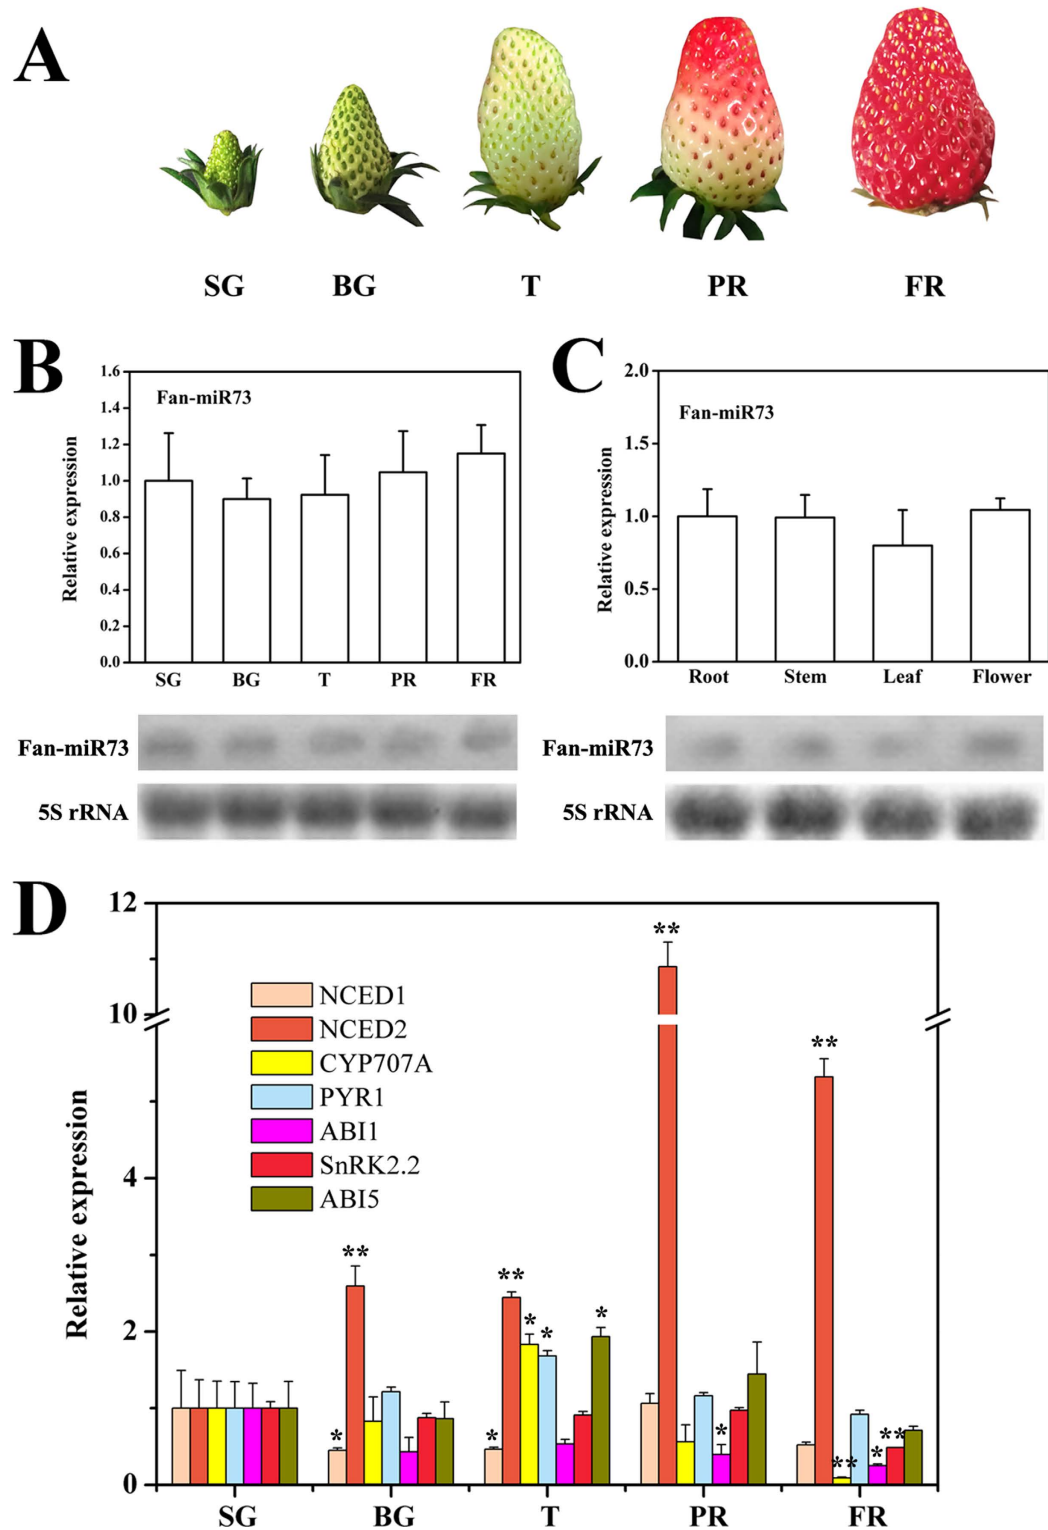 A
SG BG T PR FR
B
Fan-miR73
Relative expression
1.6
1.4
1.2
1.0
0.8
0.6
0.4
0.2
0.0
SG BG T PR FR
Fan-miR73
5S rRNA
C
Fan-miR73
Relative expression
2.0
1.5
1.0
0.5
0.0
Root Stem Leaf Flower
Fan-miR73
5S rRNA
D
Relative expression
12
10
4
2
0
NCED1
NCED2
CYP707A
PYR1
ABI1
SnRK2.2
ABI5
* **
* ** * * *
** *
** ** * **
SG BG T PR FR